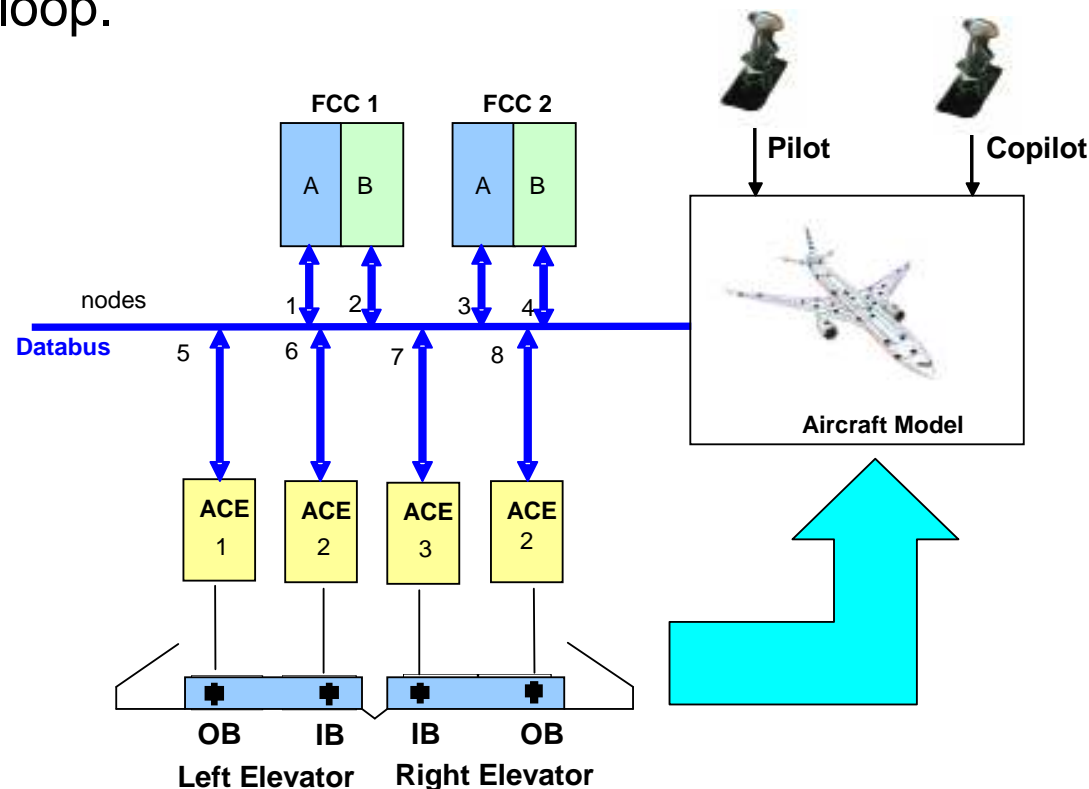 loop.
FCC 1 FCC 2
Pilot Copilot
A B A B
nodes 1 2 3 4
Databus 5 6 7 8
Aircraft Model
ACE ACE ACE ACE
1 2 3 2
OB IB IB OB
Left Elevator Right Elevator